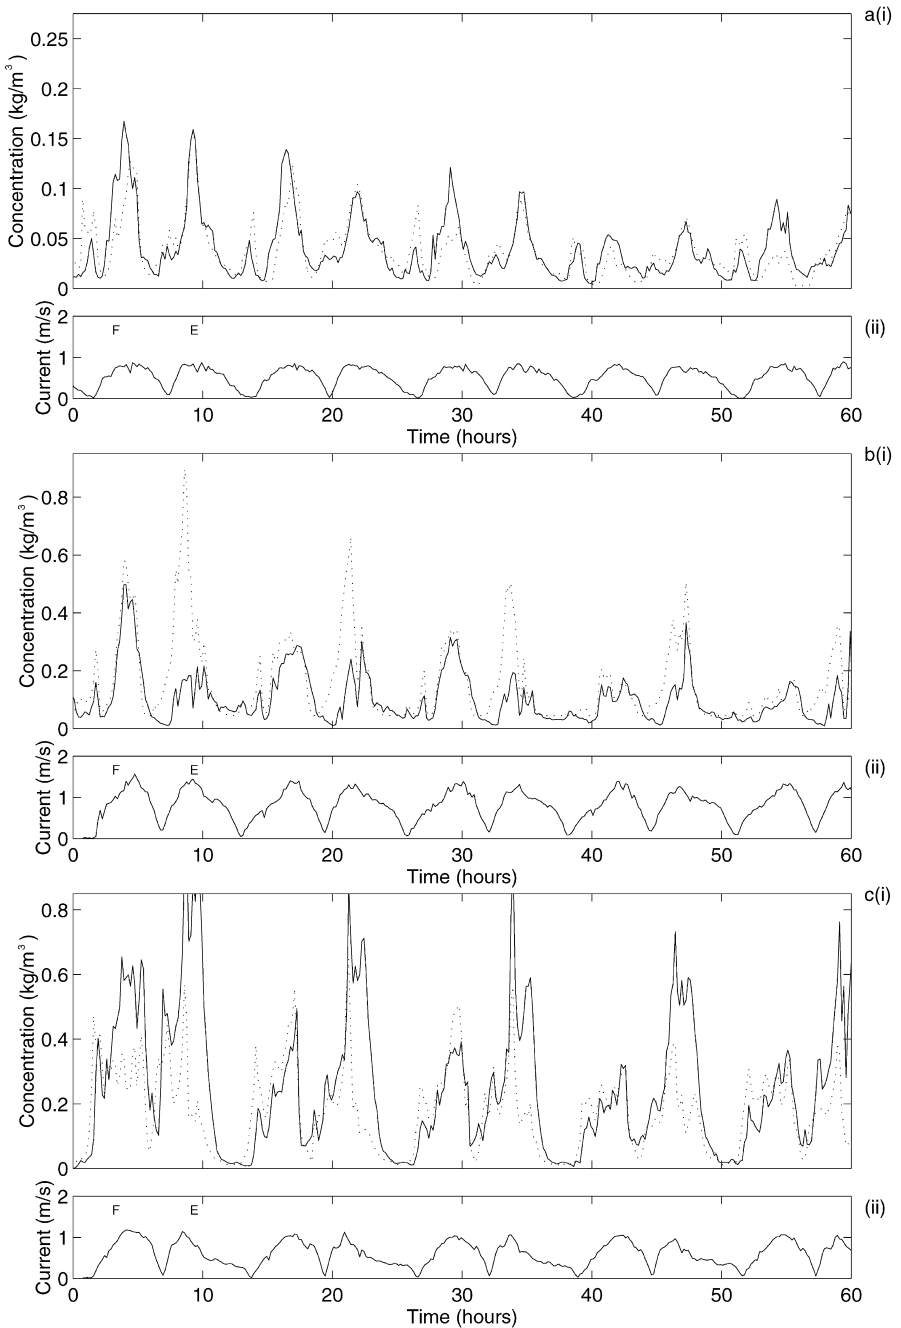 a(i)
Concentration (kg/m³)
0.25
0.2
0.15
0.1
0.05
0
(ii)
Current (m/s)
2
1
0
F E
0 10 20 30 40 50 60
Time (hours)
b(i)
Concentration (kg/m³)
0.8
0.6
0.4
0.2
0
(ii)
Current (m/s)
2
1
0
F E
0 10 20 30 40 50 60
Time (hours)
c(i)
Concentration (kg/m³)
0.8
0.6
0.4
0.2
0
(ii)
Current (m/s)
2
1
0
F E
0 10 20 30 40 50 60
Time (hours)